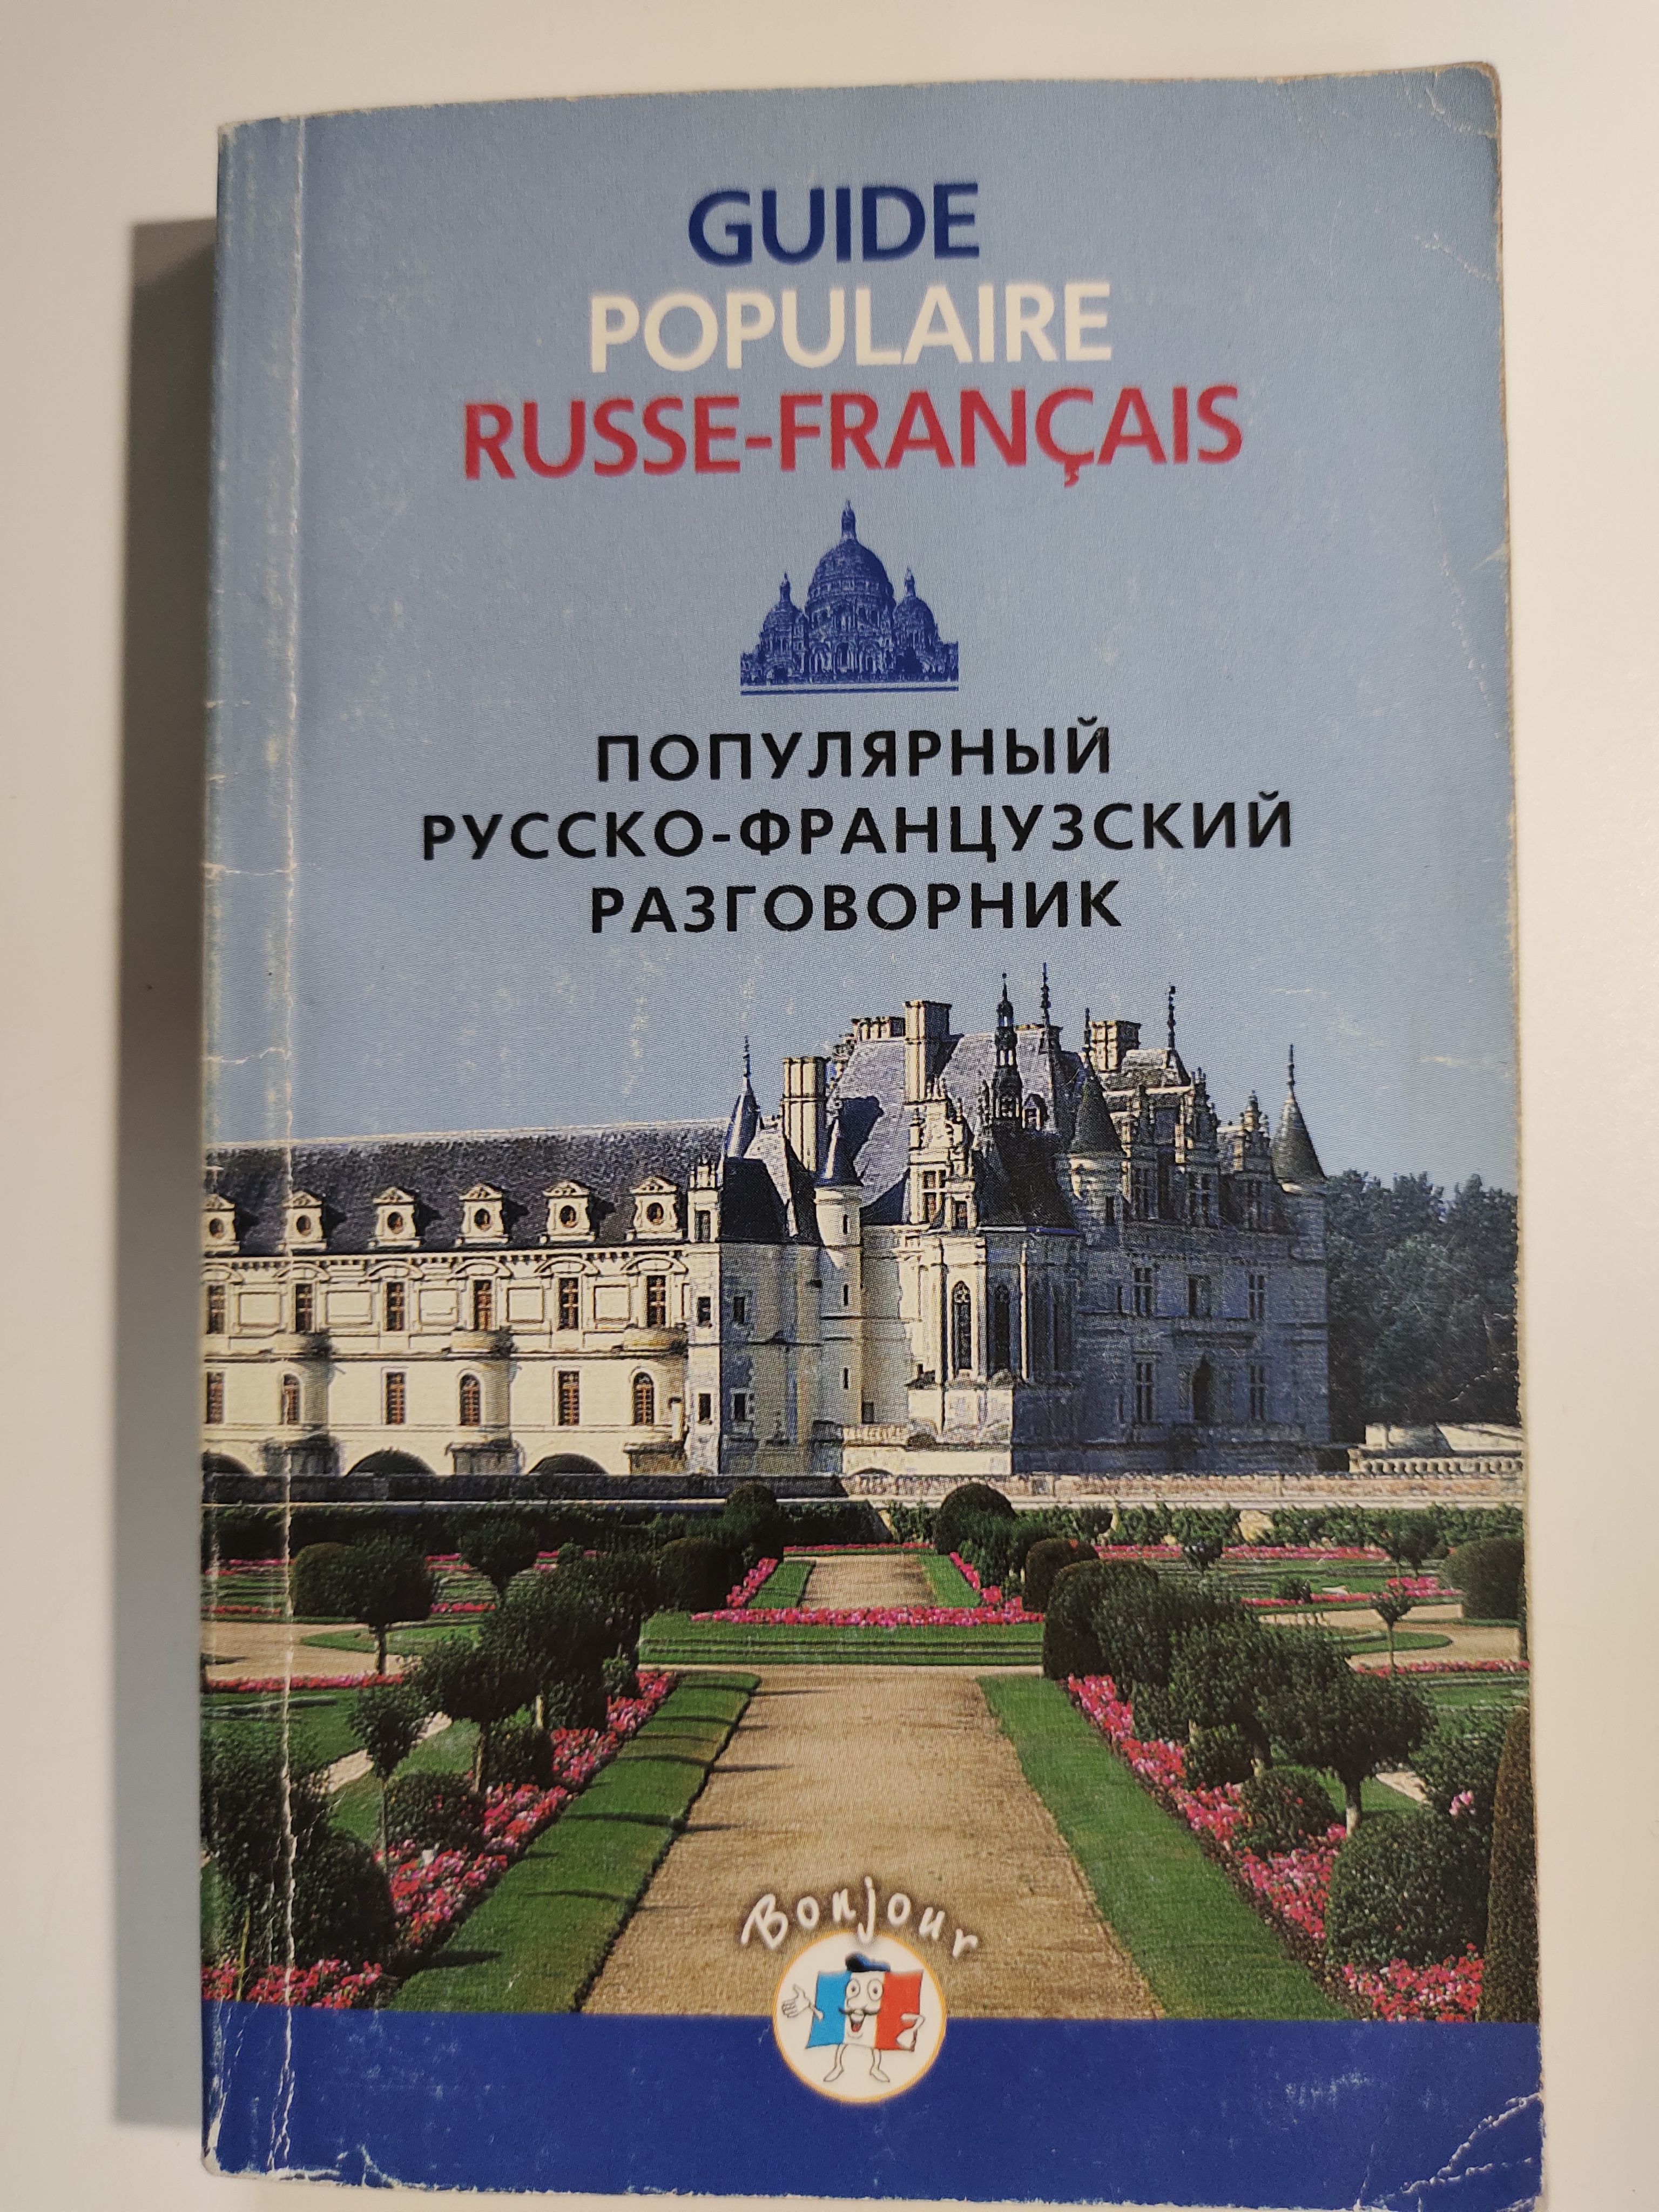 GUIDE
POPULAIRE
RUSSE-FRANÇAIS
ПОПУЛЯРНЫЙ
РУССКО-ФРАНЦУЗСКИЙ
РАЗГОВОРНИК
Bonjour